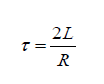 τ = 2L / R